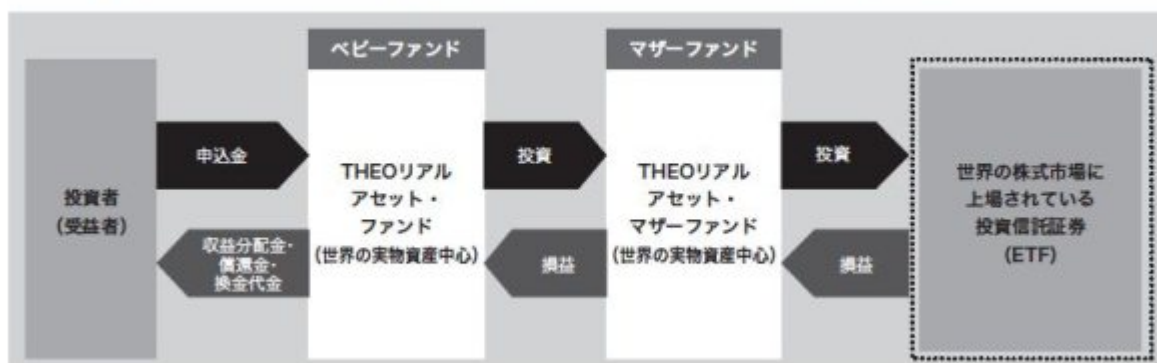 ベビーファンド
マザーファンド
投資者
(受益者)
申込金
収益分配金・
償還金・
換金代金
THEOリアル
アセット・
ファンド
(世界の実物資産中心)
投資
損益
THEOリアル
アセット・
マザーファンド
(世界の実物資産中心)
投資
損益
世界の株式市場に
上場されている
投資信託証券
(ETF)